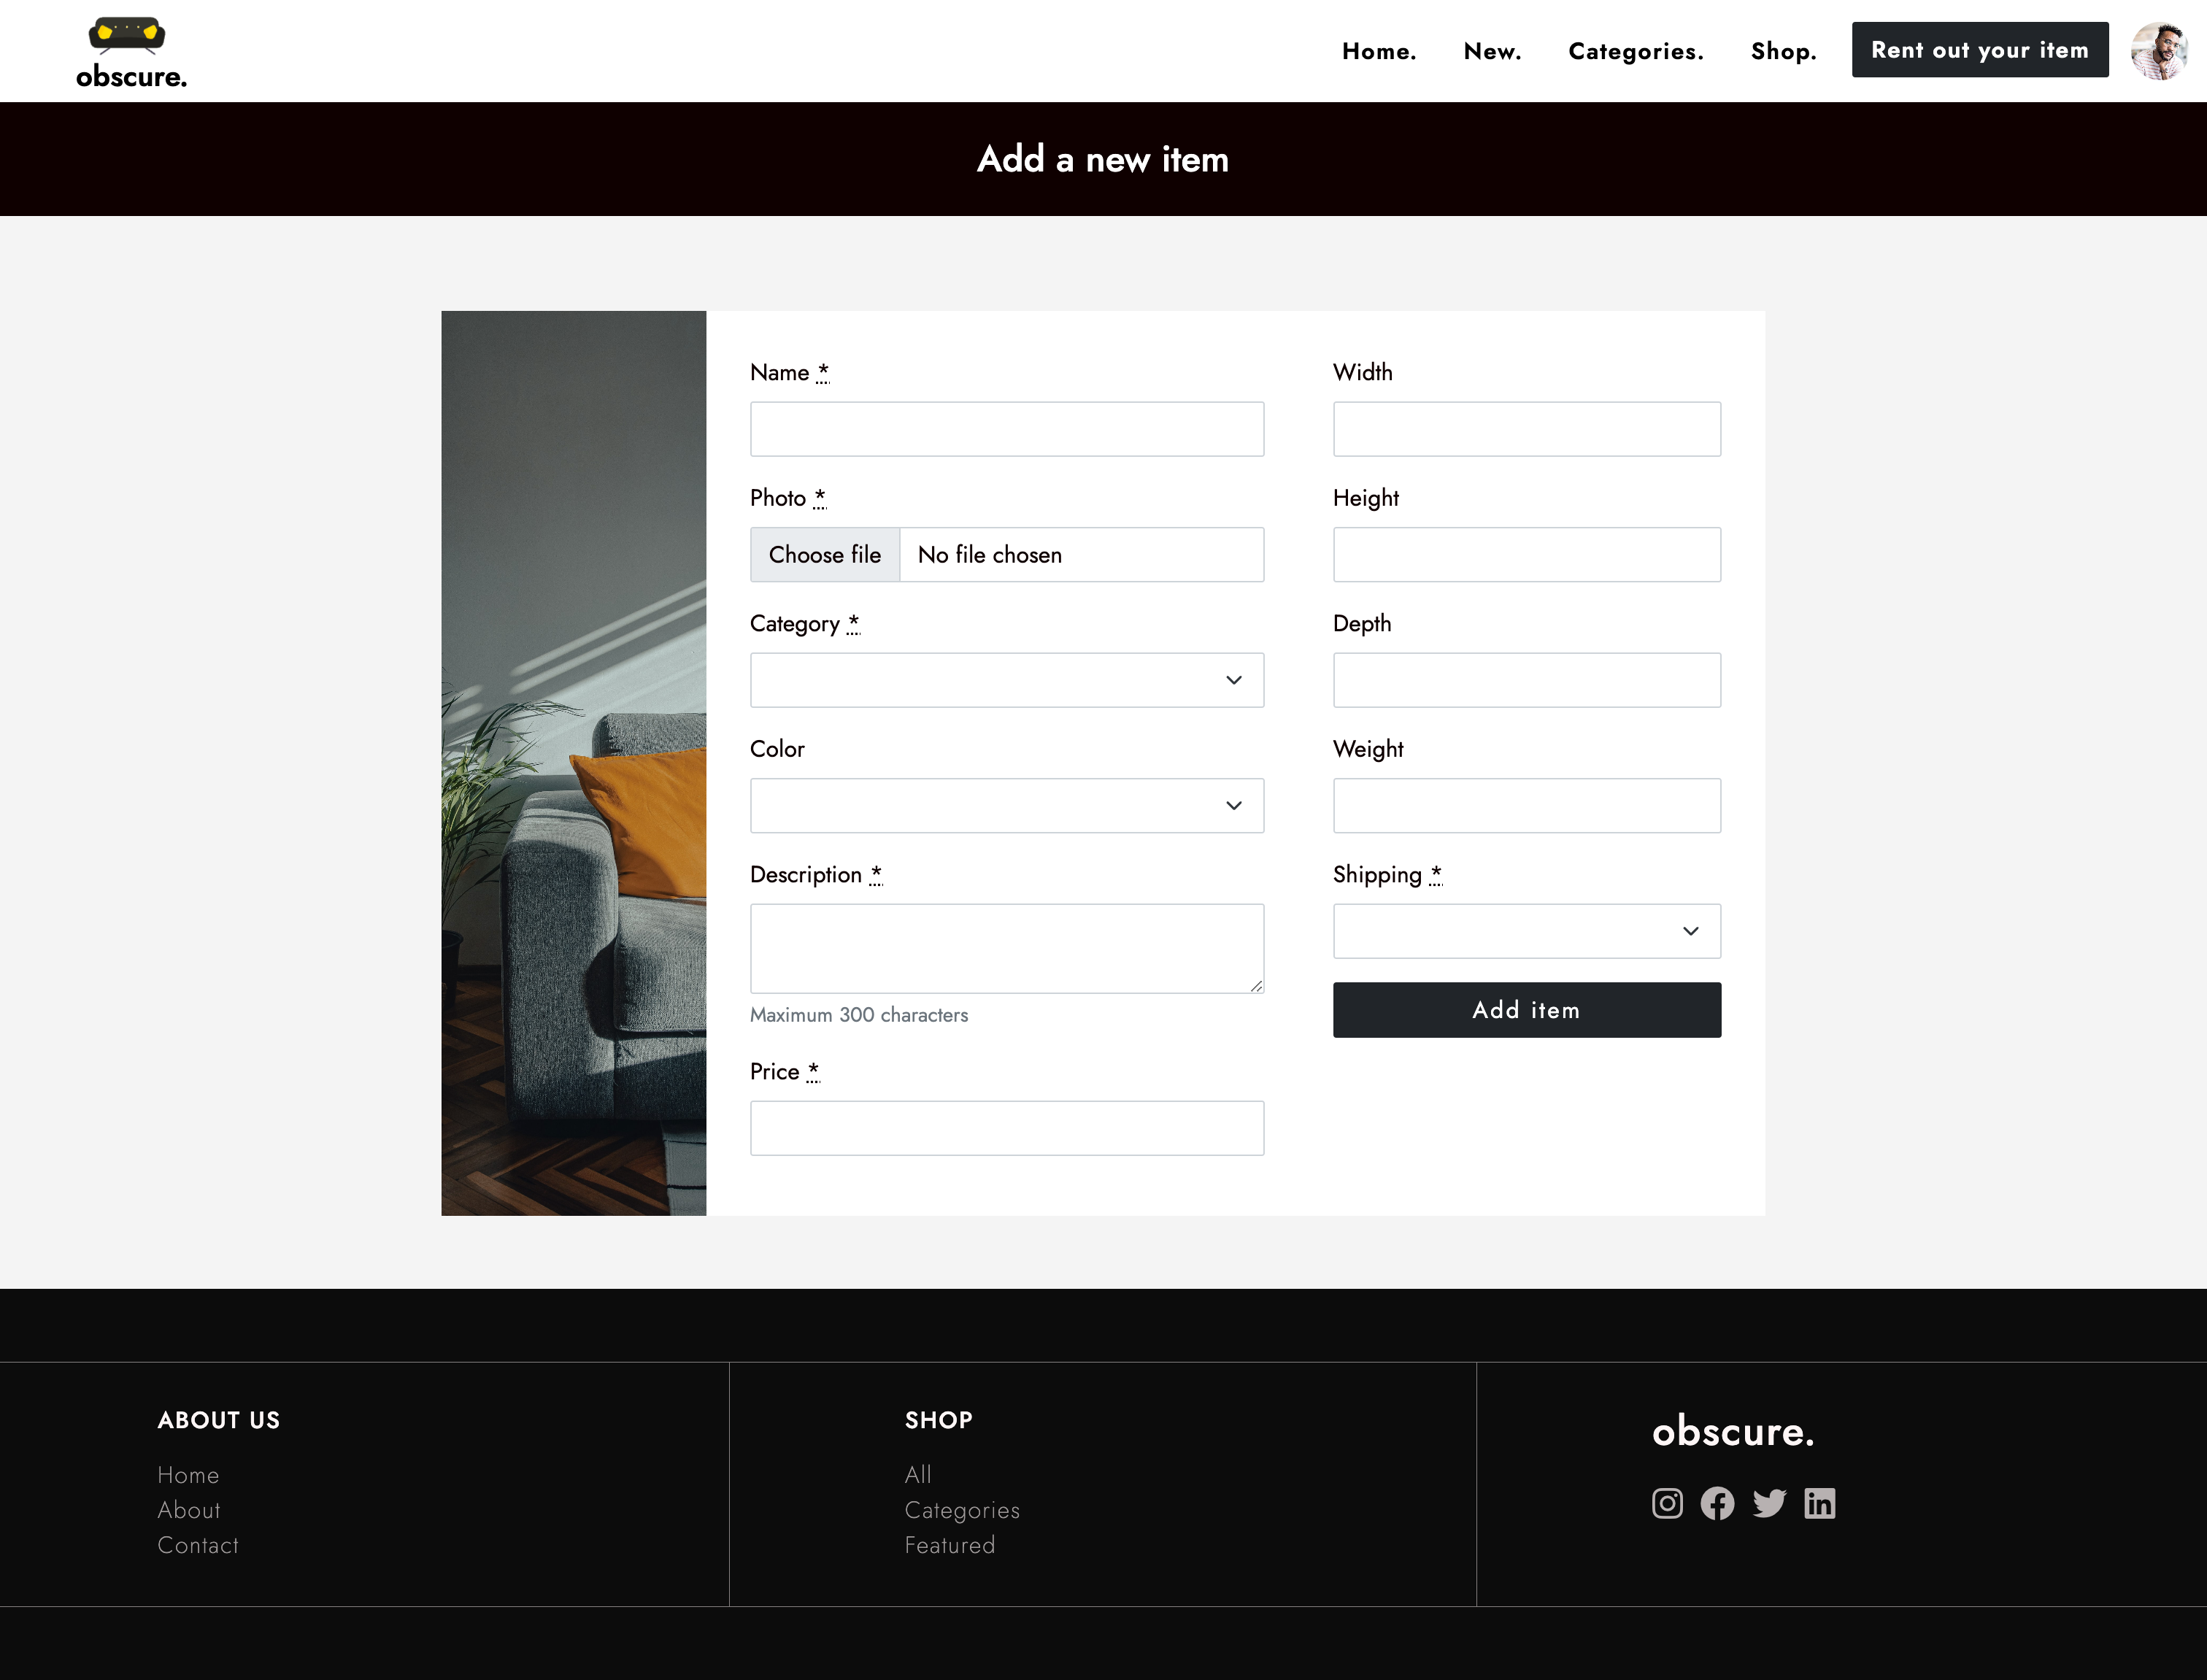 obscure.
Home. New. Categories. Shop. Rent out your item
Add a new item
Name *
Photo *
Choose file No file chosen
Category *
Color
Description *
Maximum 300 characters
Price *
Width
Height
Depth
Weight
Shipping *
Add item
ABOUT US
Home
About
Contact
SHOP
All
Categories
Featured
obscure.